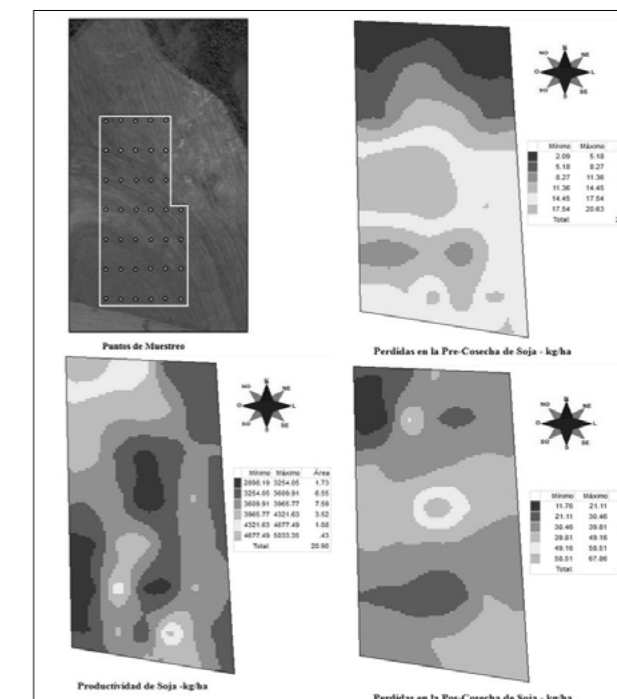 N
NO NE
O L
SO SE
S
Mínimo Máximo
2.09 5.18
5.18 8.27
8.27 11.36
11.36 14.45
14.45 17.54
17.54 20.63
Total:
Puntos de Muestreo
Perdidas en la Pre-Cosecha de Soja - kg/ha
N
NO NE
O L
SO SE
S
Mínimo Máximo Área
2898.19 3254.05 1.73
3254.05 3609.91 6.55
3609.91 3965.77 7.59
3965.77 4321.63 3.52
4321.63 4677.49 1.08
4677.49 5033.35 .43
Total: 20.90
N
NO NE
O L
SO SE
S
Mínimo Máximo
11.76 21.11
21.11 30.46
30.46 39.81
39.81 49.16
49.16 58.51
58.51 67.86
Total:
Productividad de Soja -kg/ha
Perdidas en la Pos-Cosecha de Soja - kg/ha